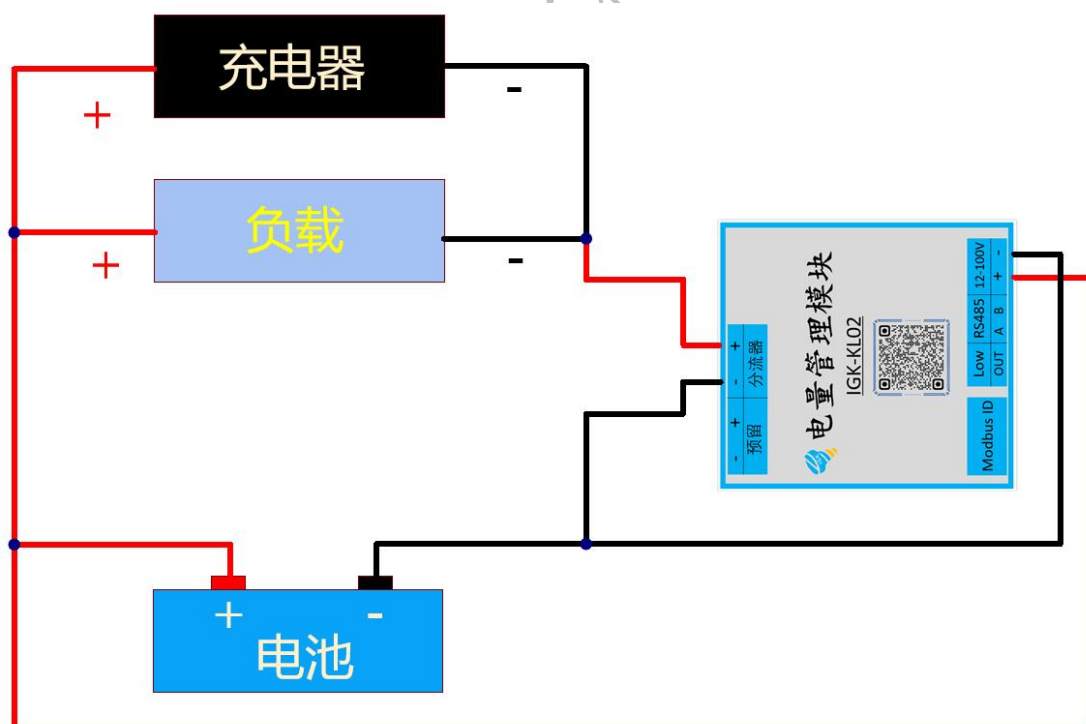 充电器
-
+
负载
+
-
电量管理模块
IGK-KL02
+
-
分流器
+
-
预留
12-100V
-
+
RS485
B
A
Low
OUT
Modbus ID
+
-
电池